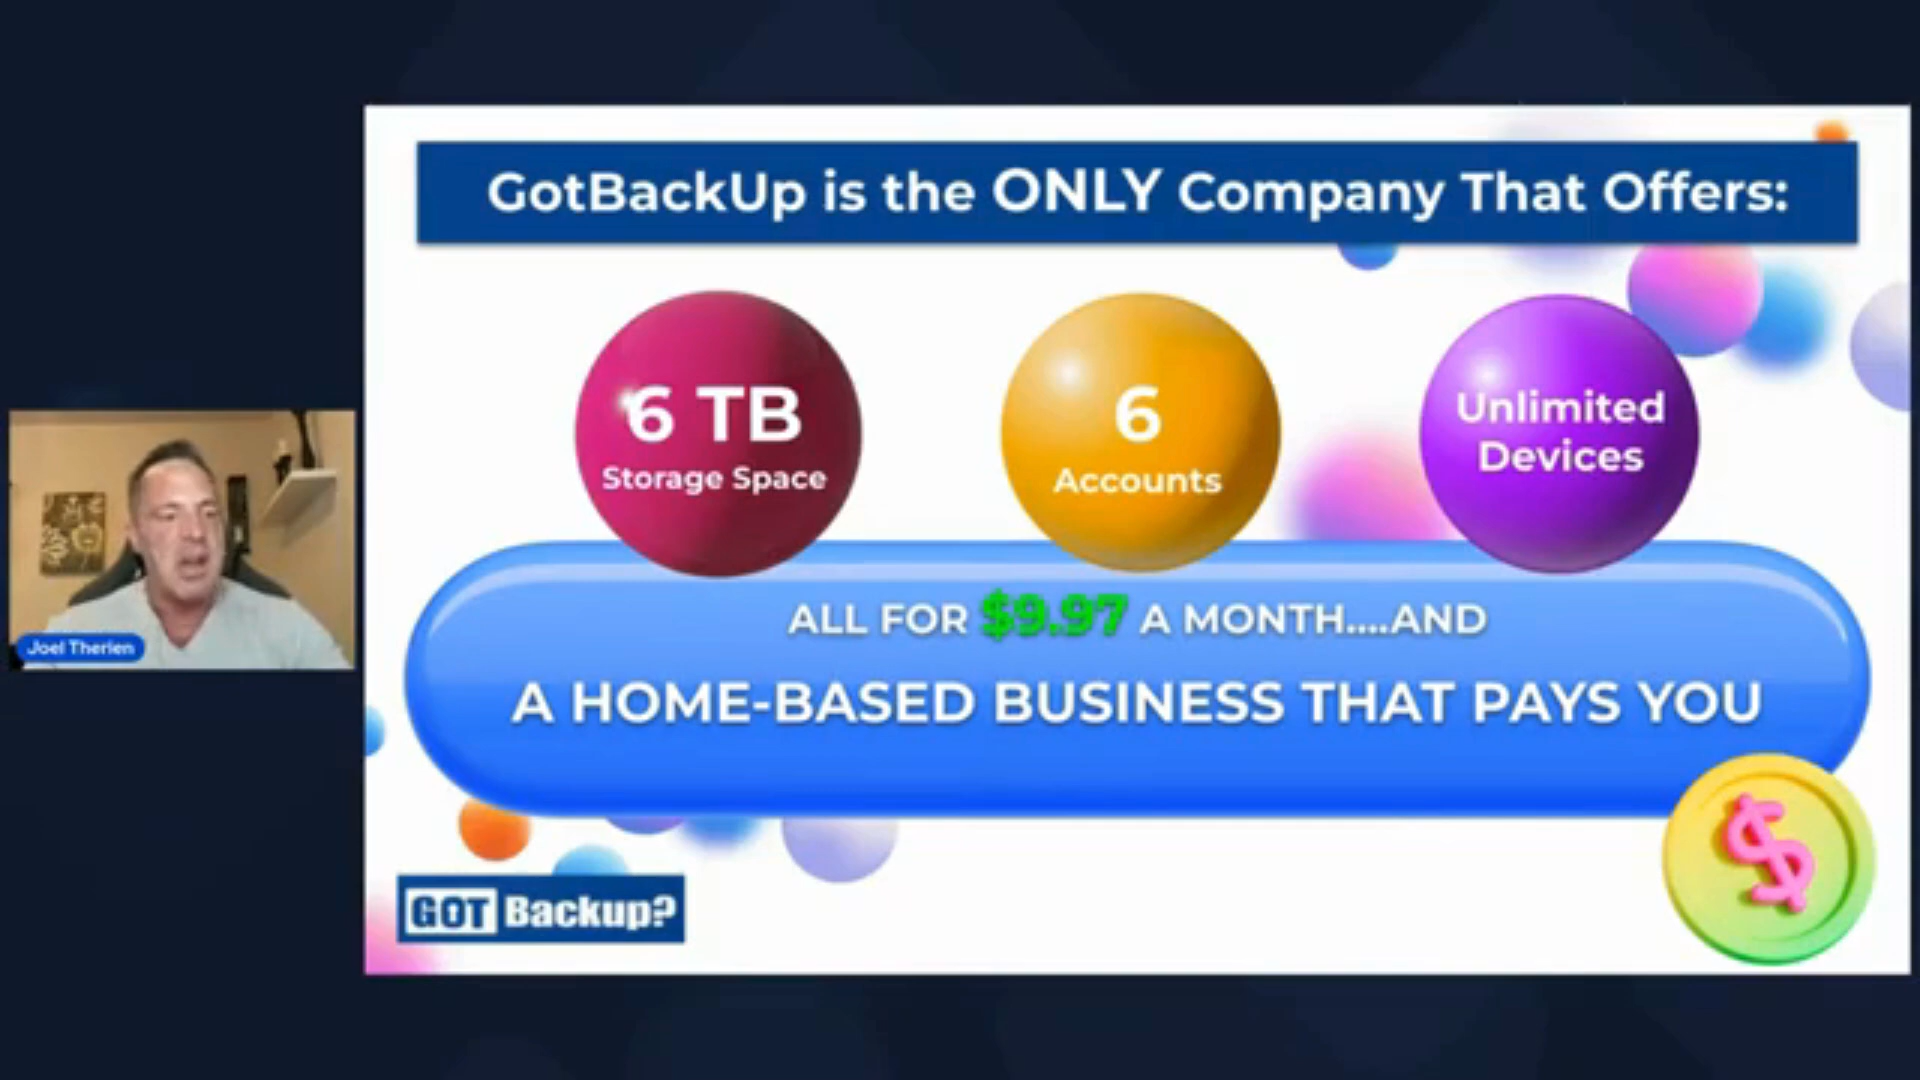 GotBackUp is the ONLY Company That Offers:
6 TB
Storage Space
6
Accounts
Unlimited
Devices
ALL FOR $9.97 A MONTH....AND
A HOME-BASED BUSINESS THAT PAYS YOU
Joel Therien
GOT Backup?